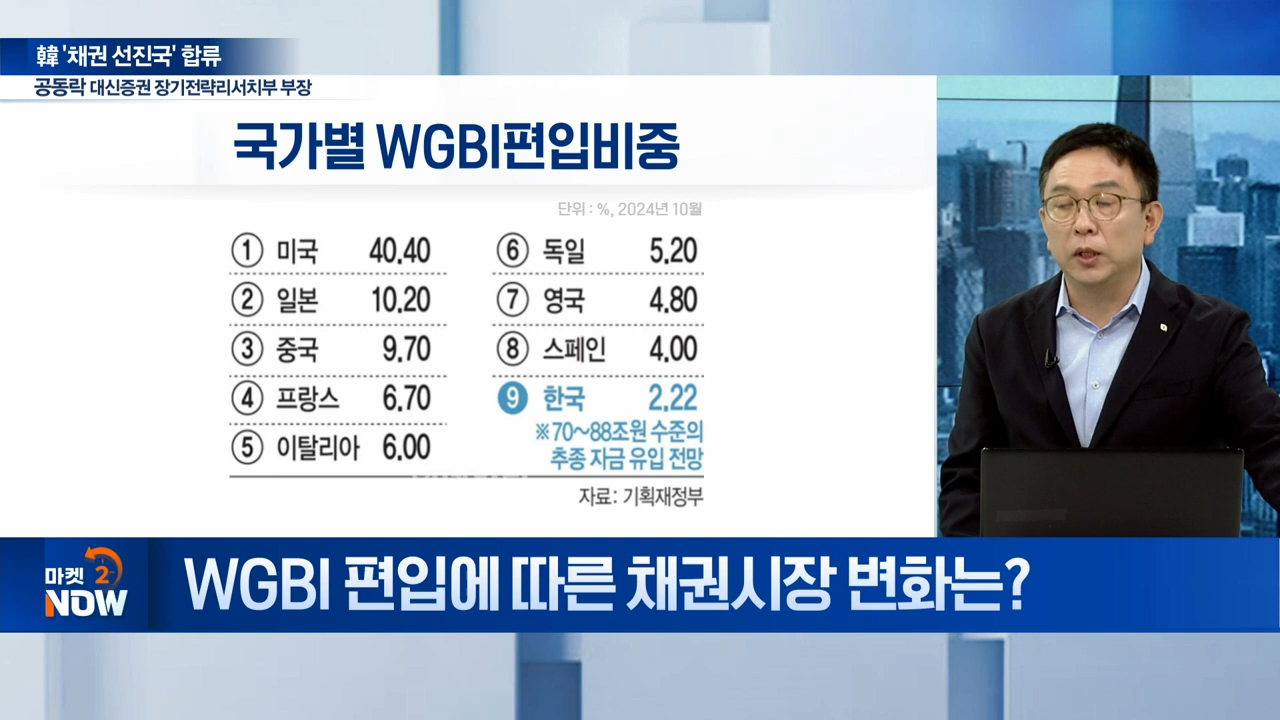 韓 '채권 선진국' 합류
공동락 대신증권 장기전략리서치부 부장
국가별 WGBI편입비중
단위 : %, 2024년 10월
① 미국 40.40
② 일본 10.20
③ 중국 9.70
④ 프랑스 6.70
⑤ 이탈리아 6.00
⑥ 독일 5.20
⑦ 영국 4.80
⑧ 스페인 4.00
⑨ 한국 2.22
※70~88조원 수준의
추종 자금 유입 전망
자료 : 기획재정부
마켓 2
NOW
WGBI 편입에 따른 채권시장 변화는?